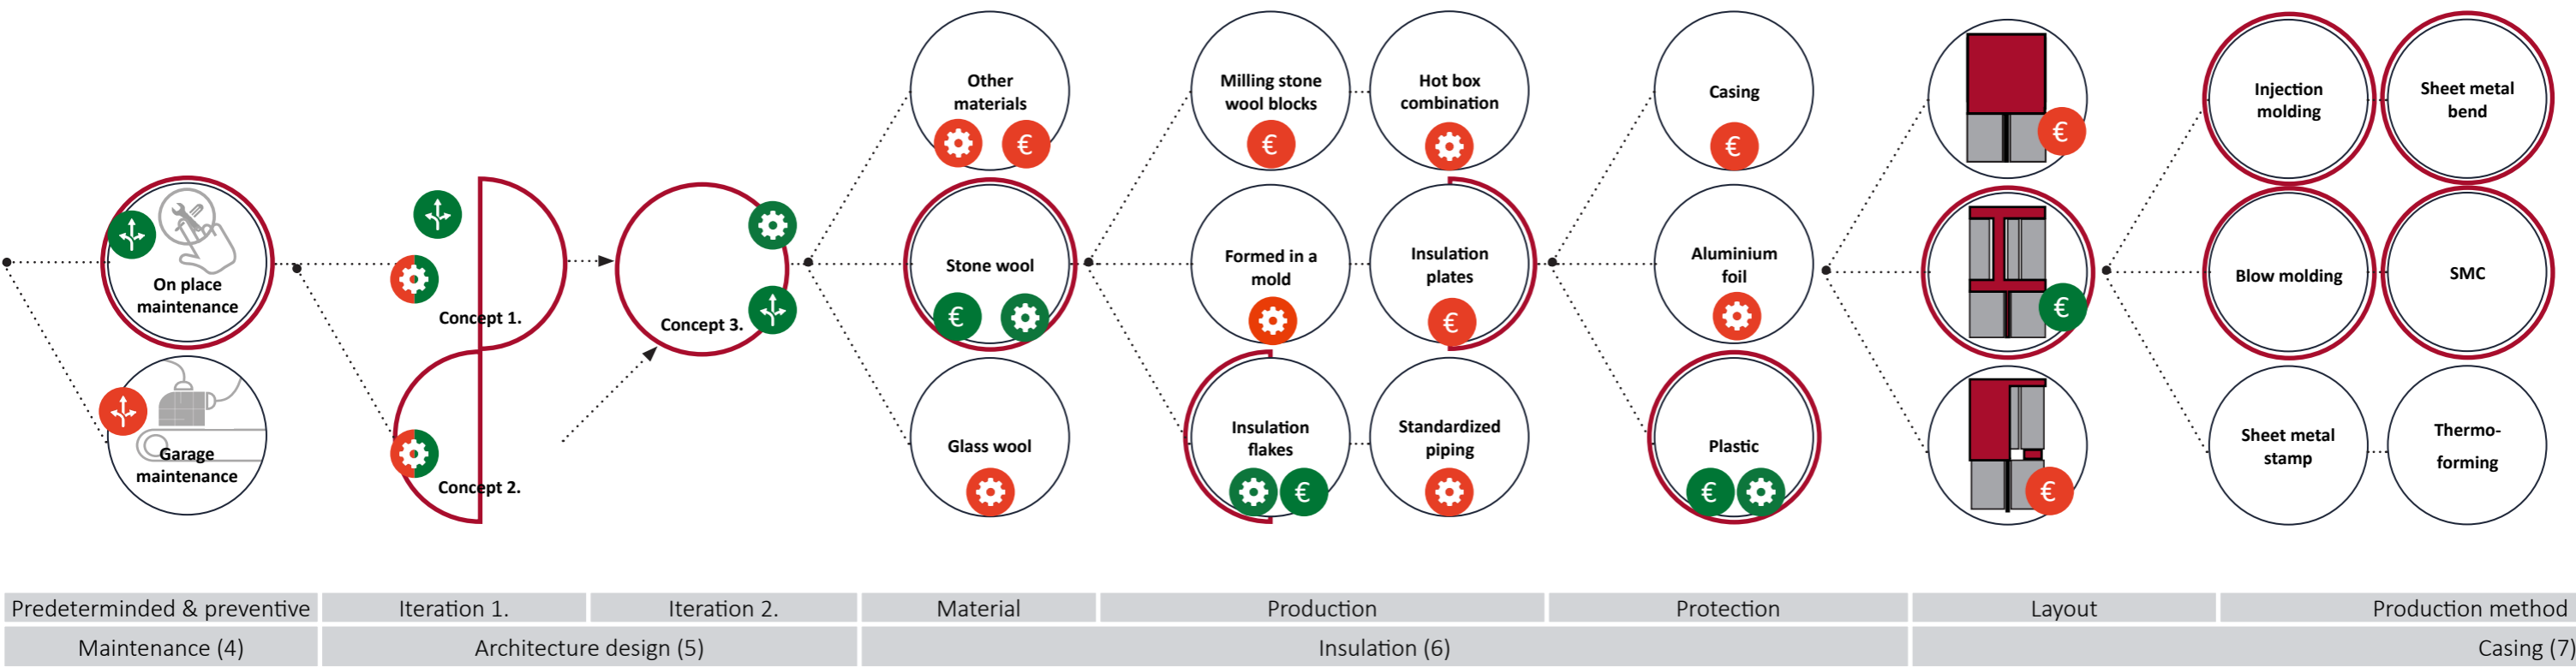 On place
maintenance
Garage
maintenance
Concept 1.
Concept 2.
Concept 3.
Other
materials
€
Stone wool
€
Glass wool
Milling stone
wool blocks
€
Hot box
combination
Formed in a
mold
Insulation
plates
€
Insulation
flakes
€
Standardized
piping
Casing
€
Aluminium
foil
Plastic
€
€
€
€
Injection
molding
Sheet metal
bend
Blow molding
SMC
Sheet metal
stamp
Thermo-
forming
Predeterminded & preventive
Iteration 1.
Iteration 2.
Material
Production
Protection
Layout
Production method
Maintenance (4)
Architecture design (5)
Insulation (6)
Casing (7)